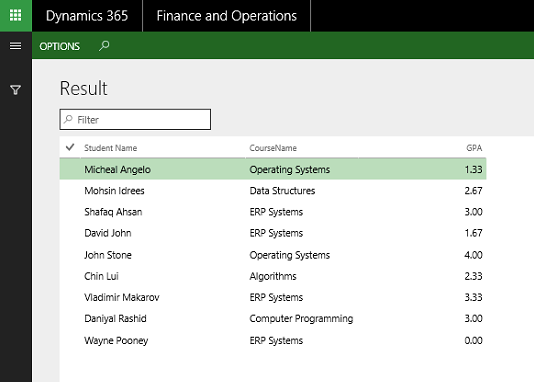 Dynamics 365 Finance and Operations
OPTIONS
Result
Filter
Student Name CourseName GPA
Micheal Angelo Operating Systems 1.33
Mohsin Idrees Data Structures 2.67
Shafaq Ahsan ERP Systems 3.00
David John ERP Systems 1.67
John Stone Operating Systems 4.00
Chin Lui Algorithms 2.33
Vladimir Makarov ERP Systems 3.33
Daniyal Rashid Computer Programming 3.00
Wayne Pooney ERP Systems 0.00